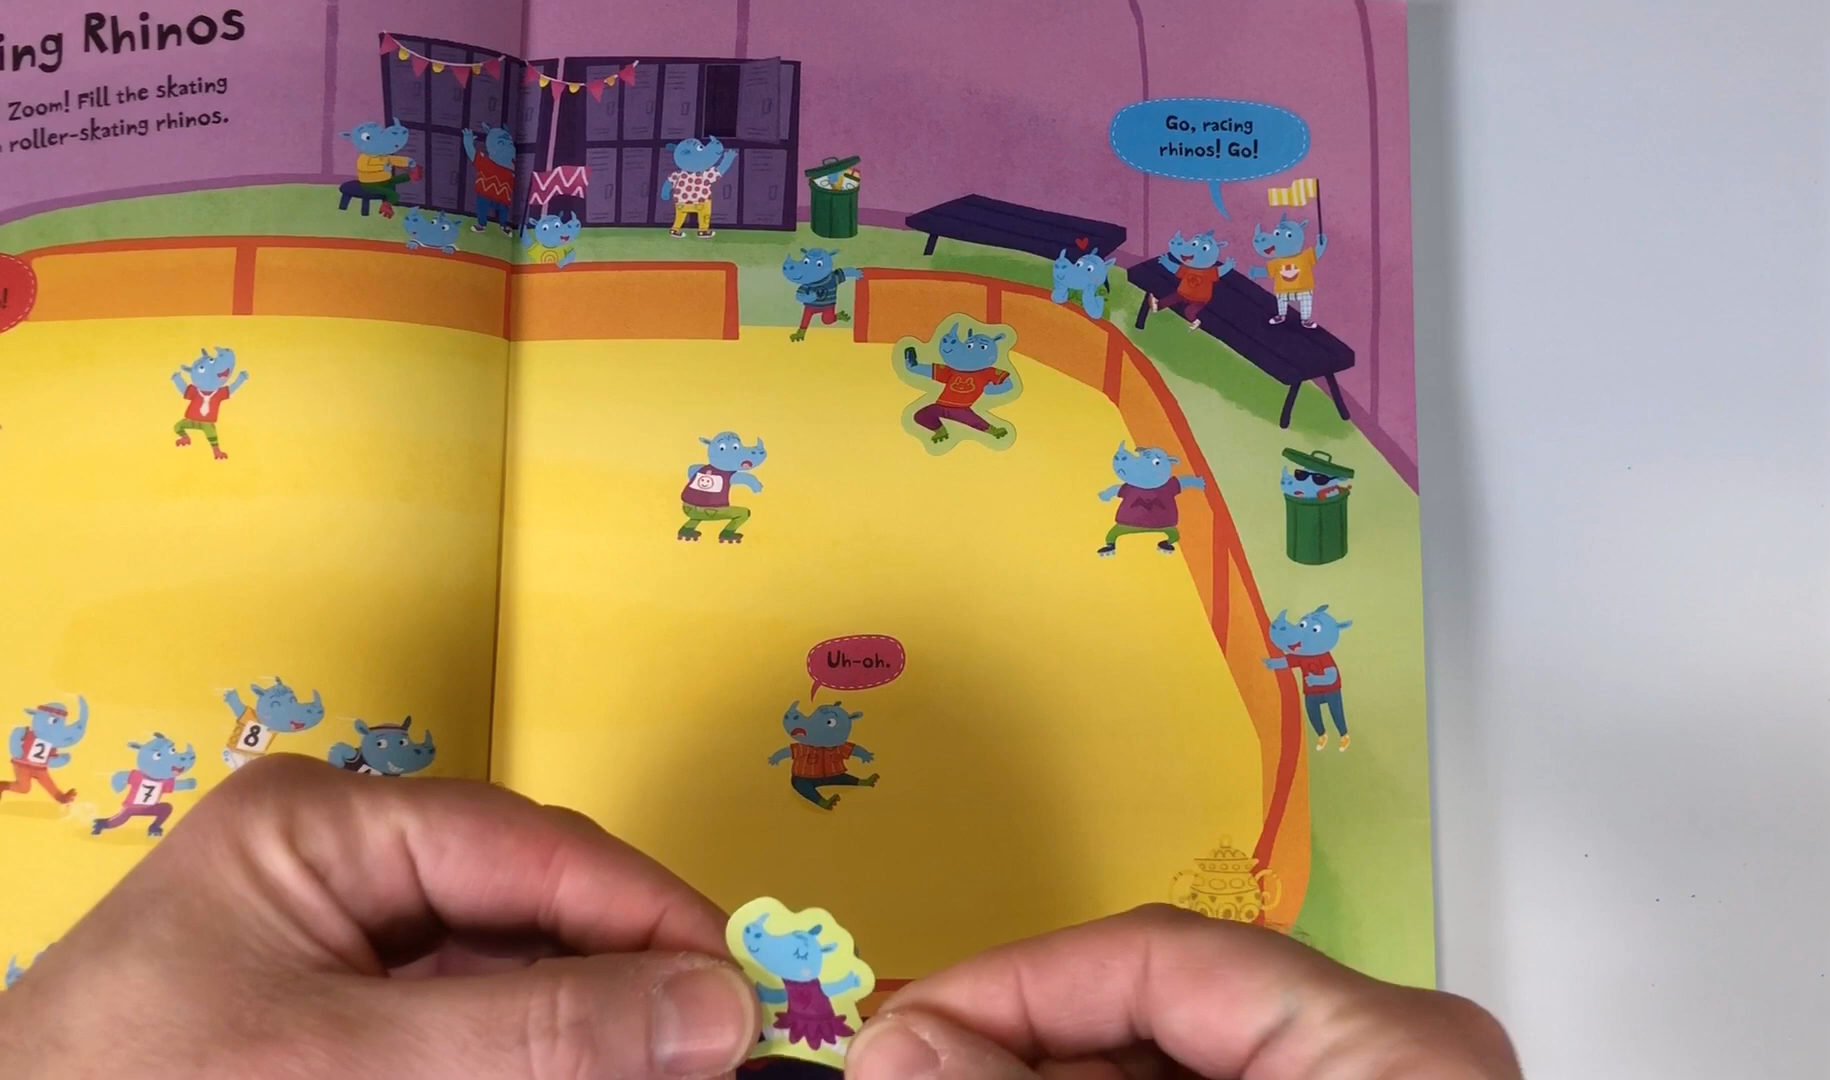 ing Rhinos
Zoom! Fill the skating
roller-skating rhinos.
Go, racing
rhinos! Go!
!
Uh-oh.
2
7
8